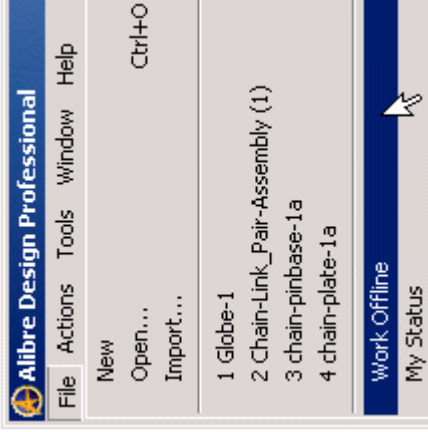 Alibre Design Professional
File Actions Tools Window Help
New
Open... Ctrl+O
Import...
1 Globe-1
2 Chain-Link_Pair-Assembly (1)
3 chain-pinbase-1a
4 chain-plate-1a
Work Offline
My Status